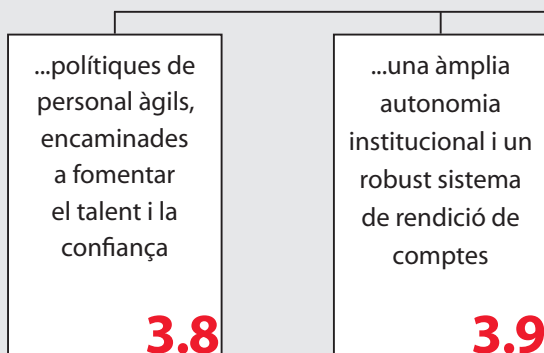 ...polítiques de
personal àgils,
encaminades
a fomentar
el talent i la
confiança
3.8
...una àmplia
autonomia
institucional i un
robust sistema
de rendició de
comptes
3.9